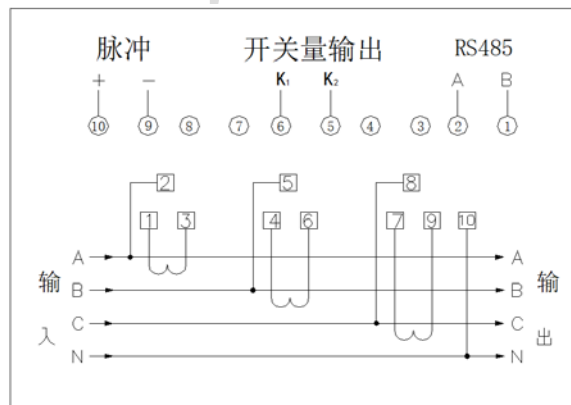 脉冲 开关量输出 RS485
+ − K₁ K₂ A B
⑩ ⑨ ⑧ ⑦ ⑥ ⑤ ④ ③ ② ①
2 5 8
1 3 4 6 7 9 10
A A
输 B B 输
入 C C 出
N N